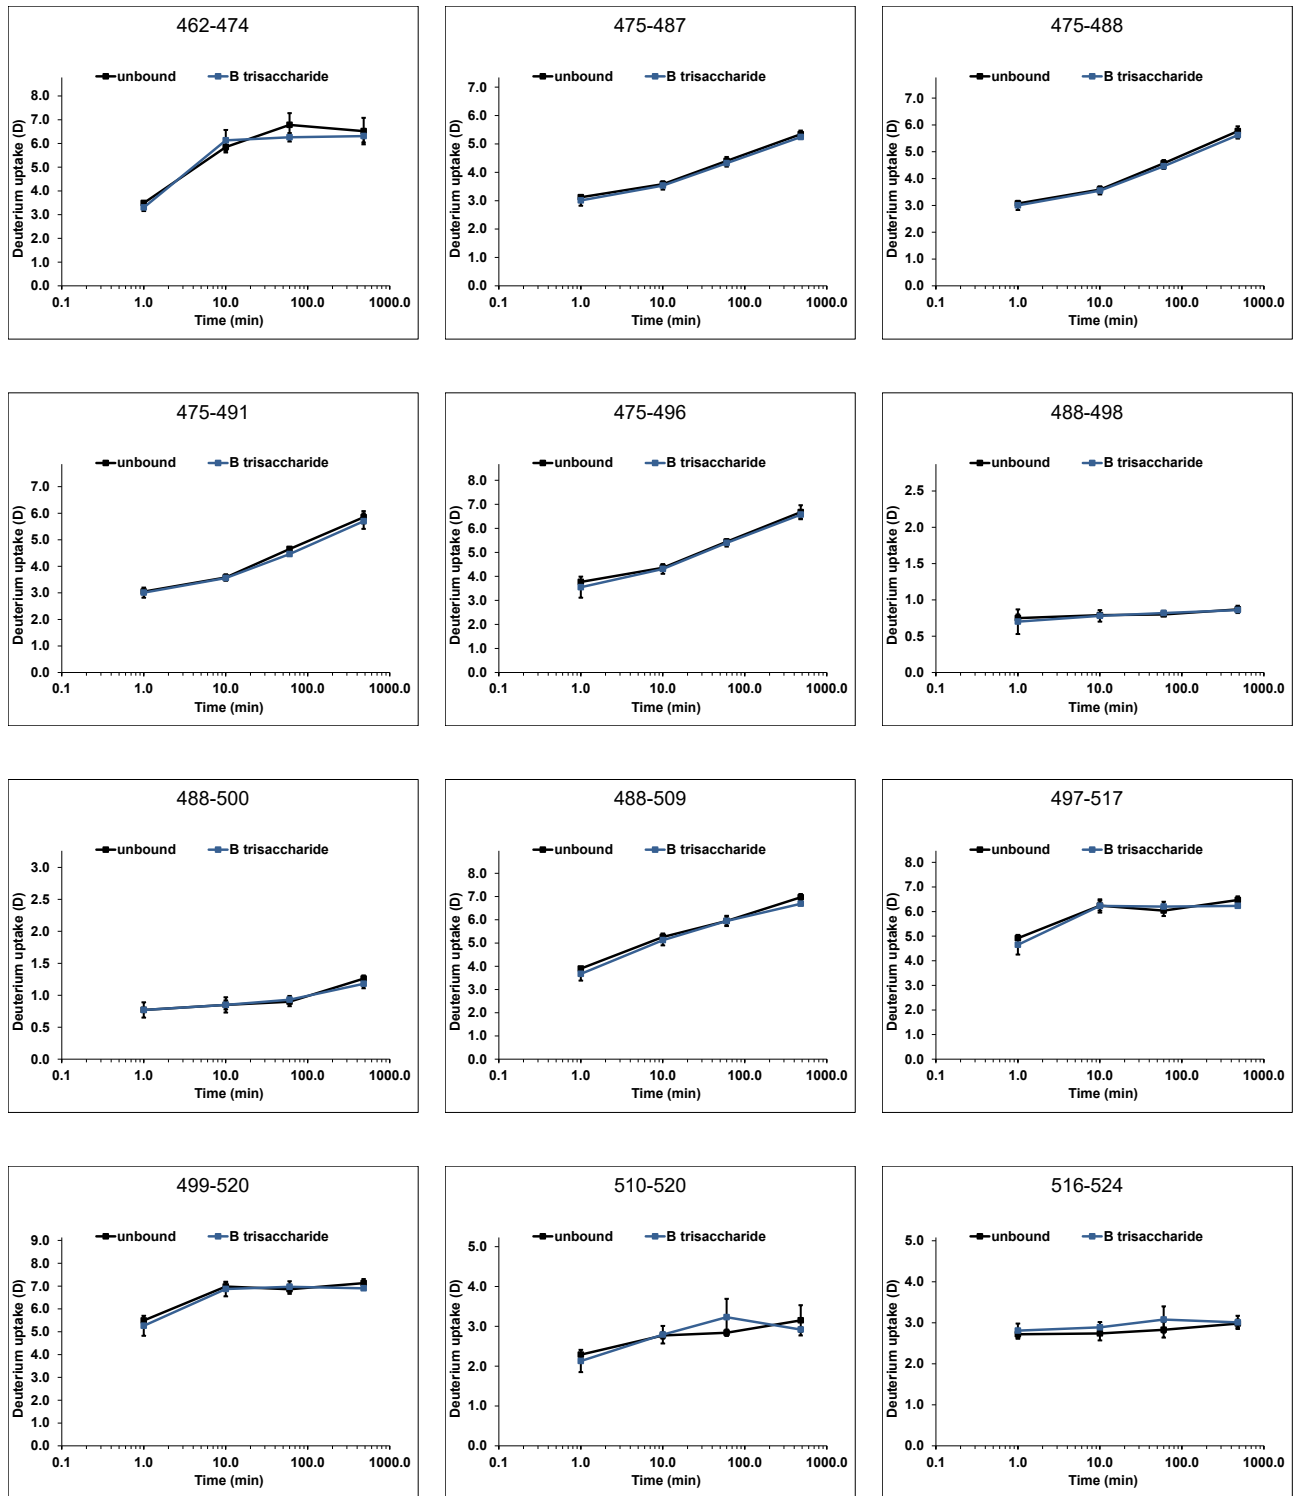 462-474
unbound B trisaccharide
Deuterium uptake (D)
8.0
7.0
6.0
5.0
4.0
3.0
2.0
1.0
0.0
0.1 1.0 10.0 100.0 1000.0
Time (min)
475-487
unbound B trisaccharide
Deuterium uptake (D)
7.0
6.0
5.0
4.0
3.0
2.0
1.0
0.0
0.1 1.0 10.0 100.0 1000.0
Time (min)
475-488
unbound B trisaccharide
Deuterium uptake (D)
7.0
6.0
5.0
4.0
3.0
2.0
1.0
0.0
0.1 1.0 10.0 100.0 1000.0
Time (min)
475-491
unbound B trisaccharide
Deuterium uptake (D)
7.0
6.0
5.0
4.0
3.0
2.0
1.0
0.0
0.1 1.0 10.0 100.0 1000.0
Time (min)
475-496
unbound B trisaccharide
Deuterium uptake (D)
8.0
7.0
6.0
5.0
4.0
3.0
2.0
1.0
0.0
0.1 1.0 10.0 100.0 1000.0
Time (min)
488-498
unbound B trisaccharide
Deuterium uptake (D)
2.5
2.0
1.5
1.0
0.5
0.0
0.1 1.0 10.0 100.0 1000.0
Time (min)
488-500
unbound B trisaccharide
Deuterium uptake (D)
3.0
2.5
2.0
1.5
1.0
0.5
0.0
0.1 1.0 10.0 100.0 1000.0
Time (min)
488-509
unbound B trisaccharide
Deuterium uptake (D)
8.0
7.0
6.0
5.0
4.0
3.0
2.0
1.0
0.0
0.1 1.0 10.0 100.0 1000.0
Time (min)
497-517
unbound B trisaccharide
Deuterium uptake (D)
8.0
7.0
6.0
5.0
4.0
3.0
2.0
1.0
0.0
0.1 1.0 10.0 100.0 1000.0
Time (min)
499-520
unbound B trisaccharide
Deuterium uptake (D)
9.0
8.0
7.0
6.0
5.0
4.0
3.0
2.0
1.0
0.0
0.1 1.0 10.0 100.0 1000.0
Time (min)
510-520
unbound B trisaccharide
Deuterium uptake (D)
5.0
4.0
3.0
2.0
1.0
0.0
0.1 1.0 10.0 100.0 1000.0
Time (min)
516-524
unbound B trisaccharide
Deuterium uptake (D)
5.0
4.0
3.0
2.0
1.0
0.0
0.1 1.0 10.0 100.0 1000.0
Time (min)